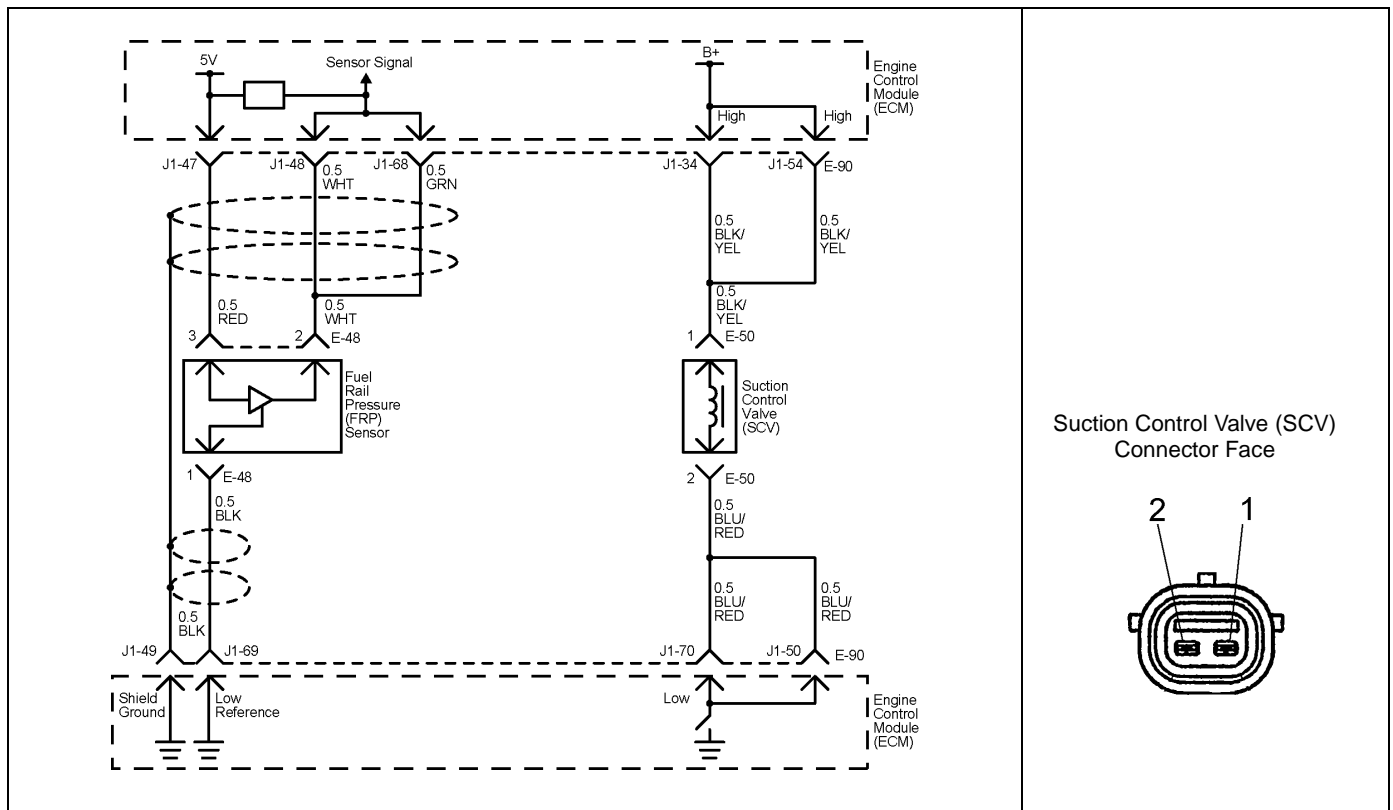 5V
Sensor Signal
B+
Engine
Control
Module
(ECM)
High
High
J1-47
J1-48
J1-68
J1-34
J1-54
E-90
0.5
WHT
0.5
GRN
0.5
BLK/
YEL
0.5
BLK/
YEL
0.5
RED
0.5
WHT
0.5
BLK/
YEL
3
2
E-48
1
E-50
Fuel
Rail
Pressure
(FRP)
Sensor
Suction
Control
Valve
(SCV)
1
E-48
2
E-50
0.5
BLK
0.5
BLU/
RED
0.5
BLU/
RED
0.5
BLU/
RED
0.5
BLK
J1-49
J1-69
J1-70
J1-50
E-90
Shield
Ground
Low
Reference
Low
Engine
Control
Module
(ECM)
Suction Control Valve (SCV)
Connector Face
2
1